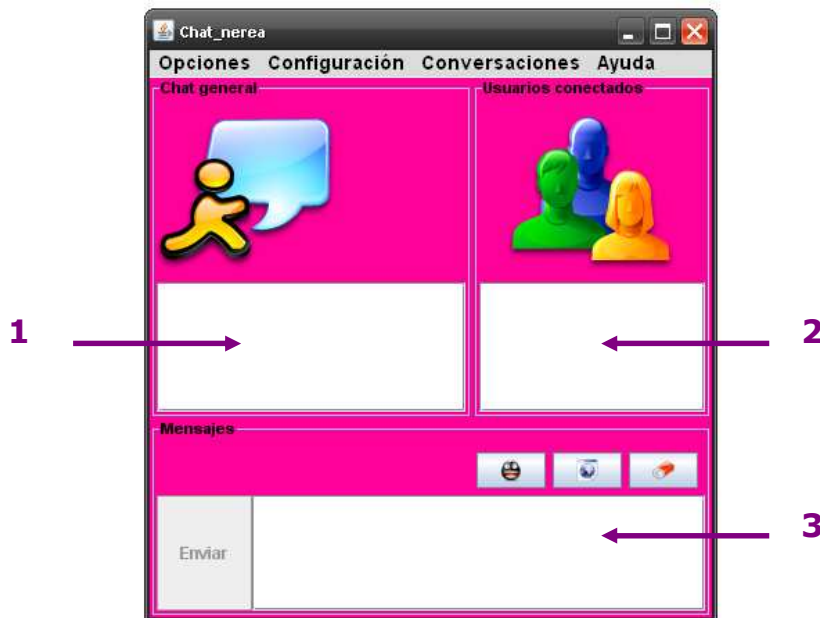 Chat_nerea
Opciones Configuración Conversaciones Ayuda
Chat general
Usuarios conectados
1
2
Mensajes
3
Enviar